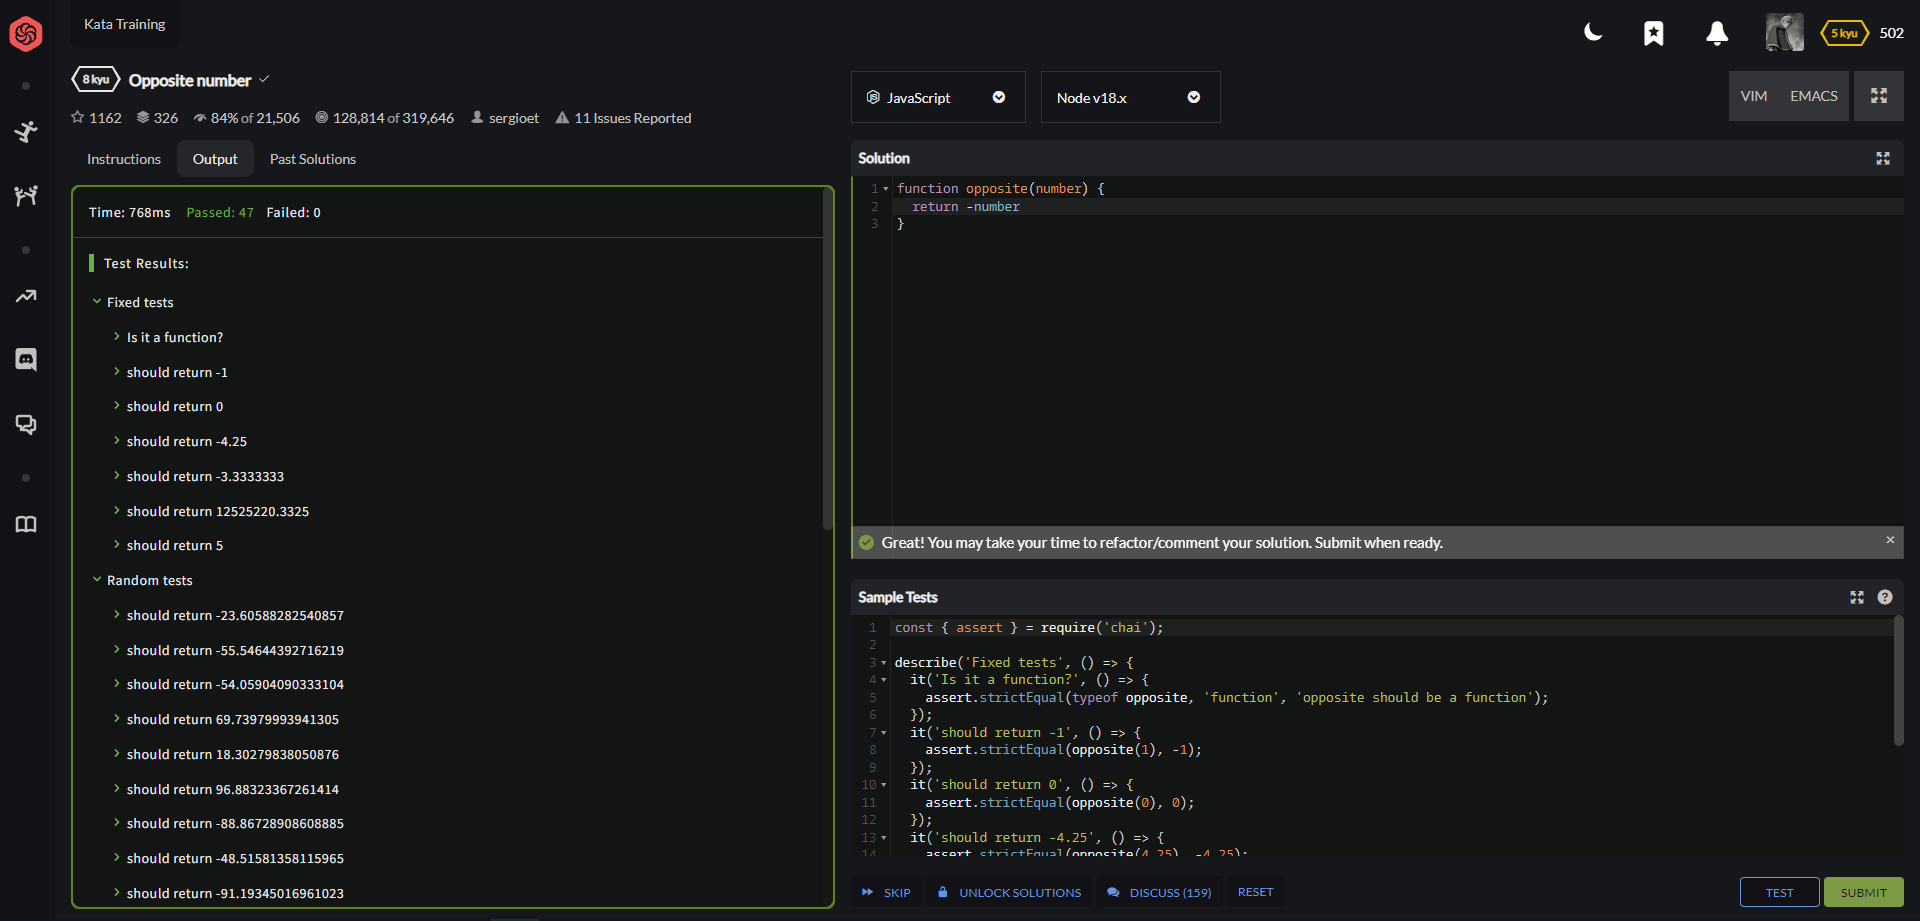 Kata Training
5 kyu 502
8 kyu Opposite number
1162 326 84% of 21,506 128,814 of 319,646 sergioet 11 Issues Reported
Instructions Output Past Solutions
Time: 768ms Passed: 47 Failed: 0
Test Results:
Fixed tests
Is it a function?
should return -1
should return 0
should return -4.25
should return -3.3333333
should return 12525220.3325
should return 5
Random tests
should return -23.60588282540857
should return -55.54644392716219
should return -54.05904090333104
should return 69.73979993941305
should return 18.30279838050876
should return 96.88323367261414
should return -88.86728908608885
should return -48.51581358115965
should return -91.19345016961023
JavaScript Node v18.x VIM EMACS
Solution
1 function opposite(number) {
2 return -number
3 }
Great! You may take your time to refactor/comment your solution. Submit when ready.
Sample Tests
1 const { assert } = require('chai');
2
3 describe('Fixed tests', () => {
4 it('Is it a function?', () => {
5 assert.strictEqual(typeof opposite, 'function', 'opposite should be a function');
6 });
7 it('should return -1', () => {
8 assert.strictEqual(opposite(1), -1);
9 });
10 it('should return 0', () => {
11 assert.strictEqual(opposite(0), 0);
12 });
13 it('should return -4.25', () => {
14 assert.strictEqual(opposite(4.25), -4.25);
SKIP UNLOCK SOLUTIONS DISCUSS (159) RESET TEST SUBMIT